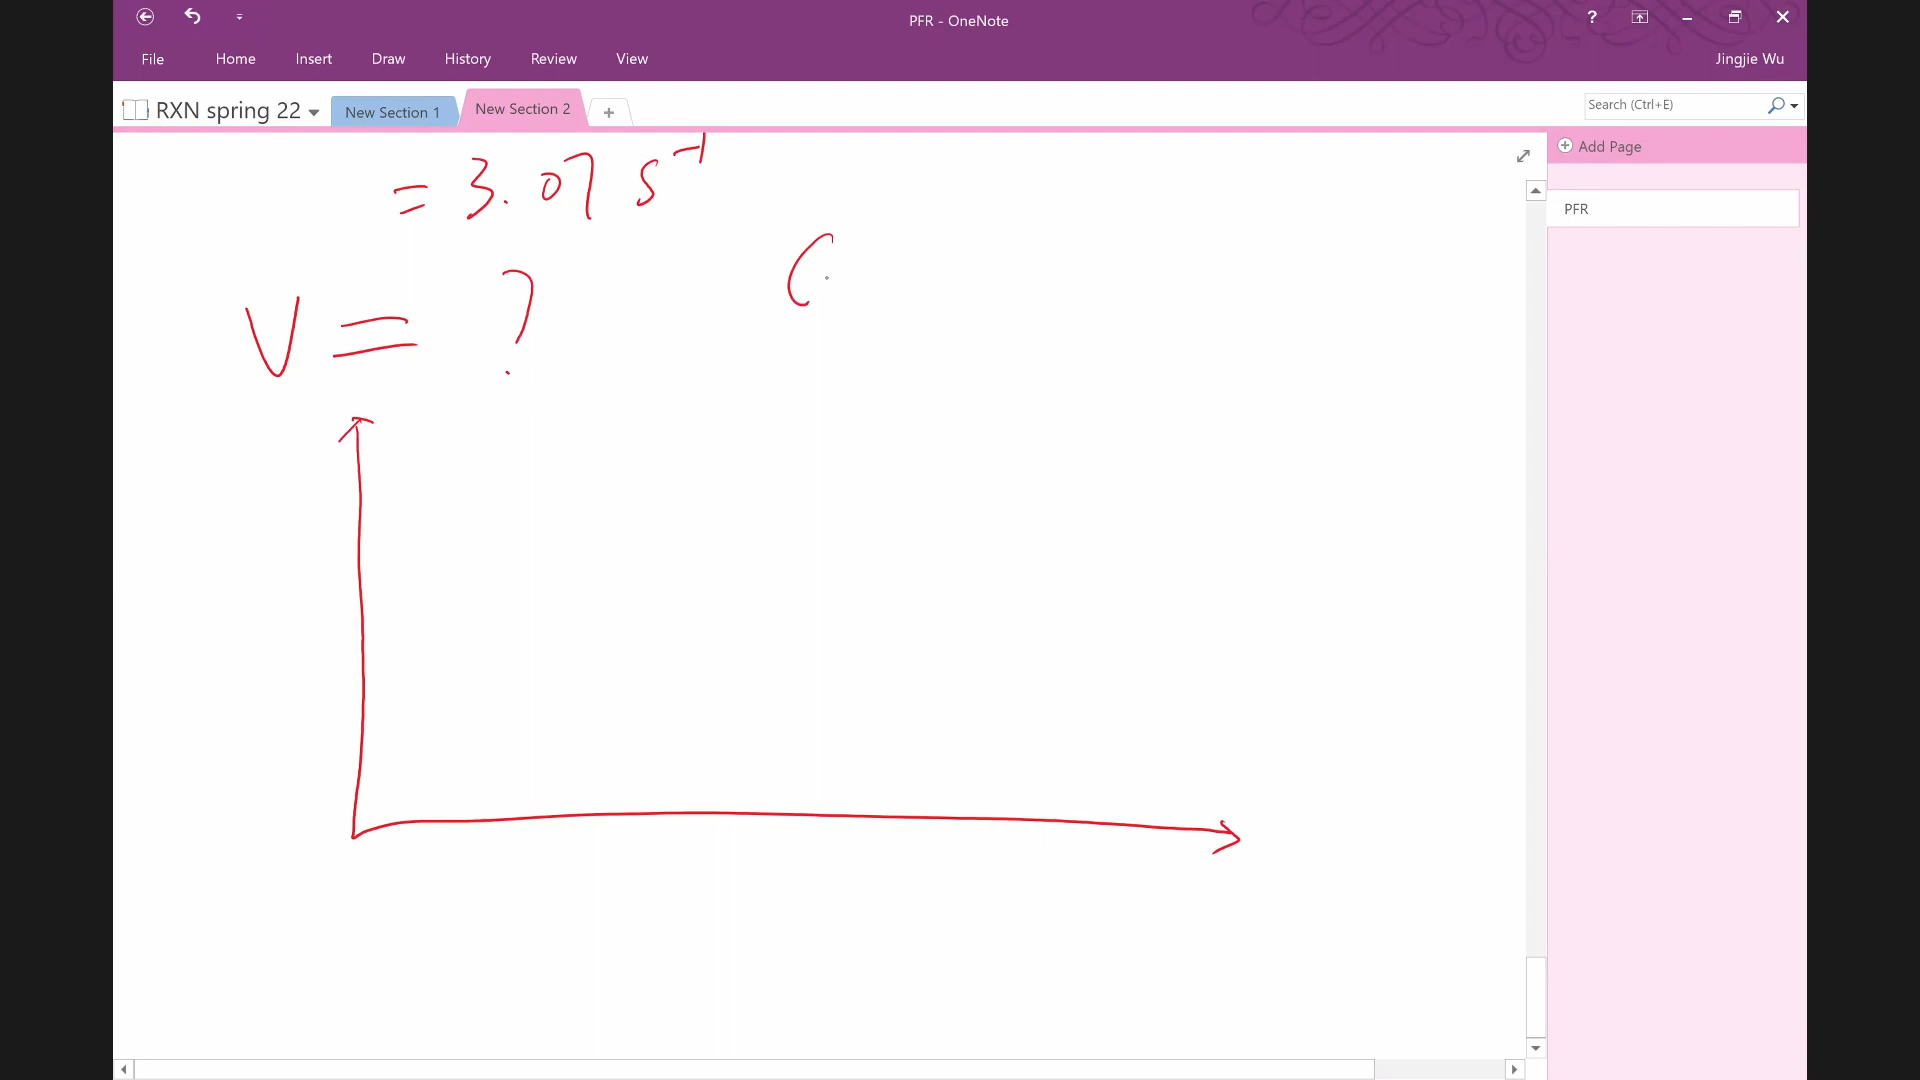 PFR - OneNote
?
File Home Insert Draw History Review View
Jingjie Wu
RXN spring 22
New Section 1
New Section 2
+
Search (Ctrl+E)
Add Page
PFR
= 3.07 s⁻¹
(
V = ?